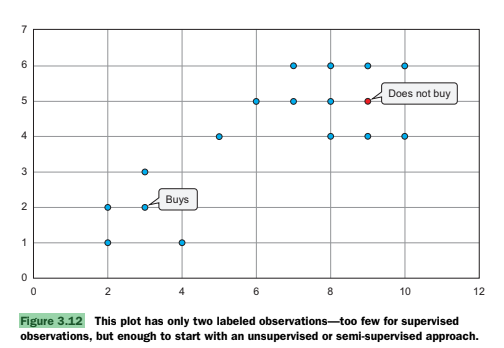 7
6
5
4
3
2
1
0
Does not buy
Buys
0 2 4 6 8 10 12
Figure 3.12 This plot has only two labeled observations—too few for supervised
observations, but enough to start with an unsupervised or semi-supervised approach.